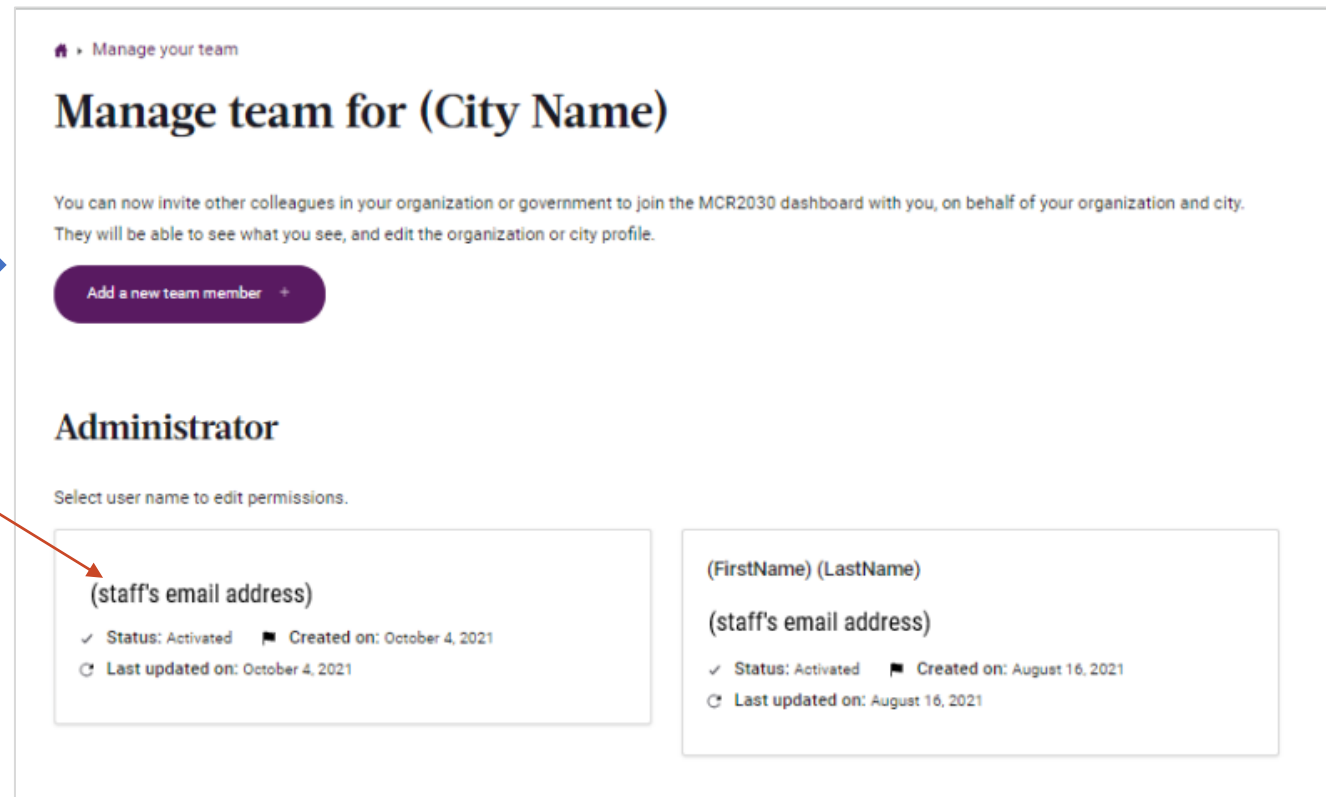 Manage your team
Manage team for (City Name)
You can now invite other colleagues in your organization or government to join the MCR2030 dashboard with you, on behalf of your organization and city.
They will be able to see what you see, and edit the organization or city profile.
Add a new team member +
Administrator
Select user name to edit permissions.
(staff's email address)
Status: Activated Created on: October 4, 2021
Last updated on: October 4, 2021
(FirstName) (LastName)
(staff's email address)
Status: Activated Created on: August 16, 2021
Last updated on: August 16, 2021